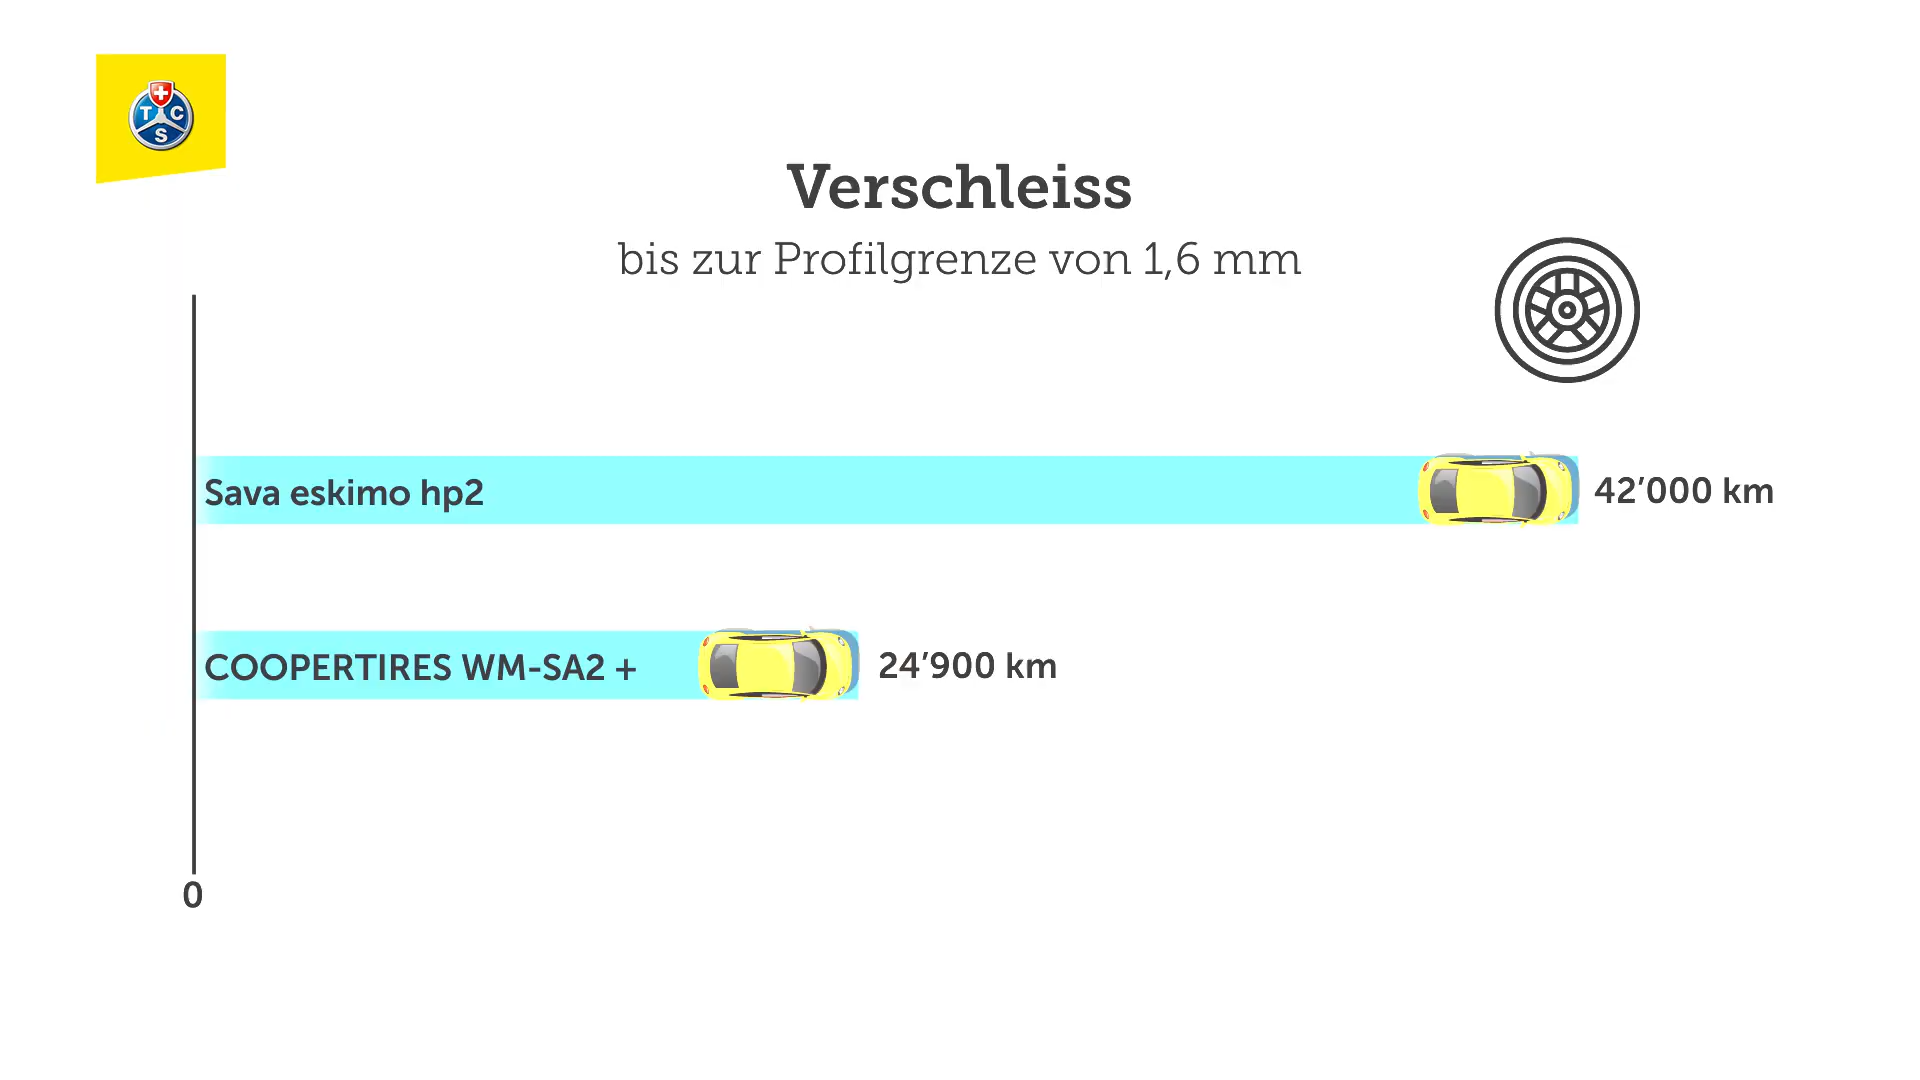 TCS
Verschleiss
bis zur Profilgrenze von 1,6 mm
Sava eskimo hp2 42’000 km
COOPERTIRES WM-SA2 + 24’900 km
0